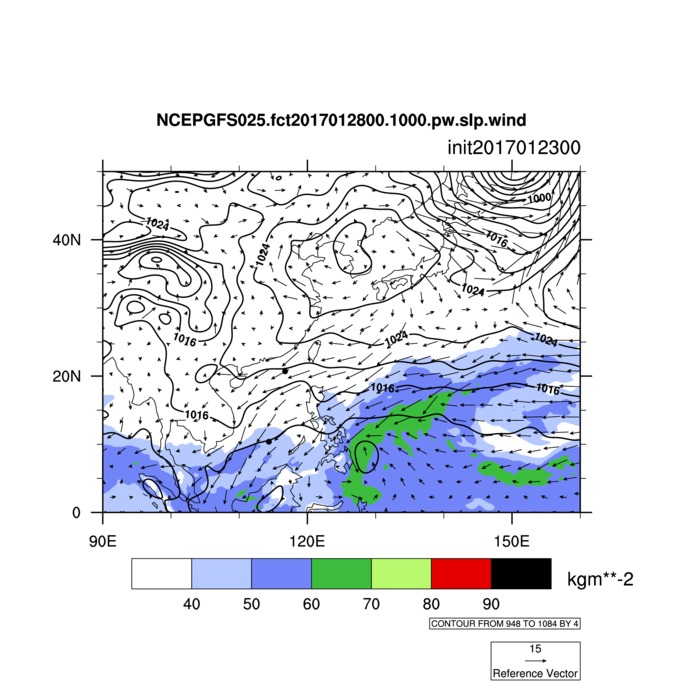 NCEPGFS025.fct2017012800.1000.pw.slp.wind
init2017012300
1000
1024
1016
1024
40N
1024
1016
1024
1024
20N
1016
1016
1016
0
90E 120E 150E
40 50 60 70 80 90
kgm**-2
CONTOUR FROM 948 TO 1084 BY 4
15
Reference Vector